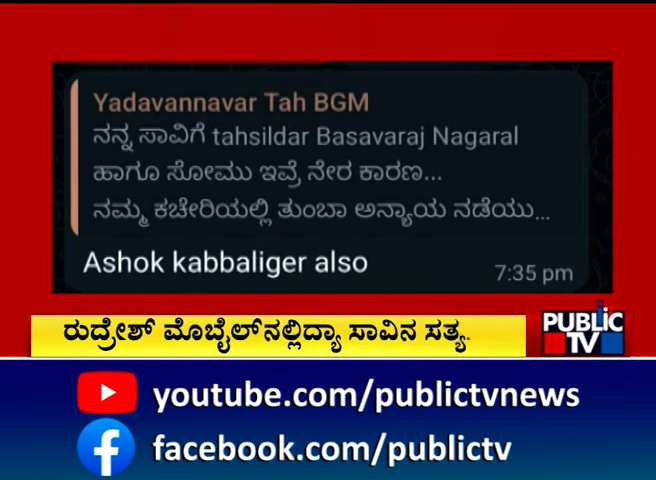 Yadavannavar Tah BGM
ನನ್ನ ಸಾವಿಗೆ tahsildar Basavaraj Nagaral
ಹಾಗೂ ಸೋಮು ಇವ್ರೆ ನೇರ ಕಾರಣ...
ನಮ್ಮ ಕಚೇರಿಯಲ್ಲಿ ತುಂಬಾ ಅನ್ಯಾಯ ನಡೆಯು...
Ashok kabbaliger also
7:35 pm
ರುದ್ರೇಶ್ ಮೊಬೈಲ್‌ನಲ್ಲಿದ್ಯಾ ಸಾವಿನ ಸತ್ಯ..
PUBLiC
TV
youtube.com/publictvnews
facebook.com/publictv